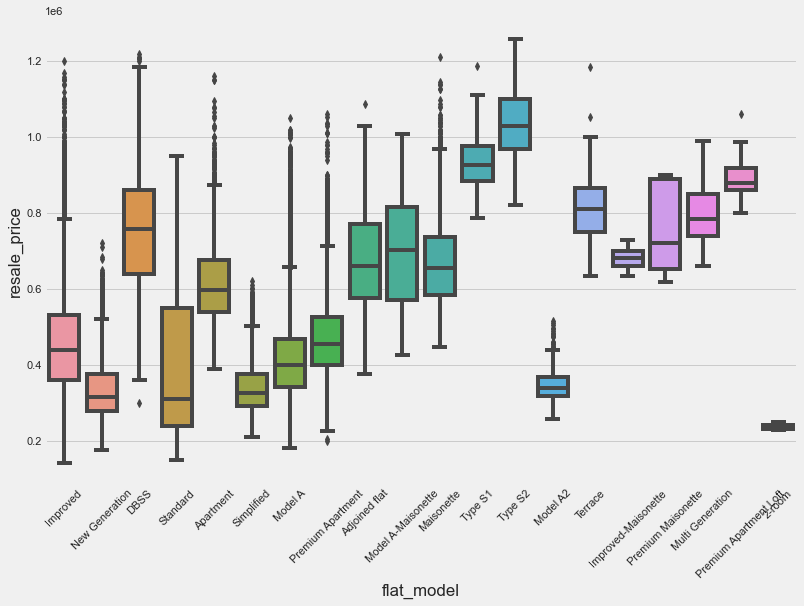 1e6
1.2
1.0
0.8
0.6
0.4
0.2
resale_price
Improved
New Generation
DBSS
Standard
Apartment
Simplified
Model A
Premium Apartment
Adjoined flat
Model A-Maisonette
Maisonette
Type S1
Type S2
Model A2
Terrace
Improved-Maisonette
Premium Maisonette
Multi Generation
Premium Apartment Loft
2-room
flat_model